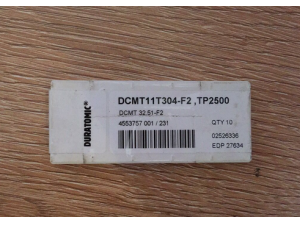 DURATOMIC®
DCMT11T304-F2 ,TP2500
DCMT 32.51-F2
4553757 001 / 231
QTY 10
02526336
EDP 27634